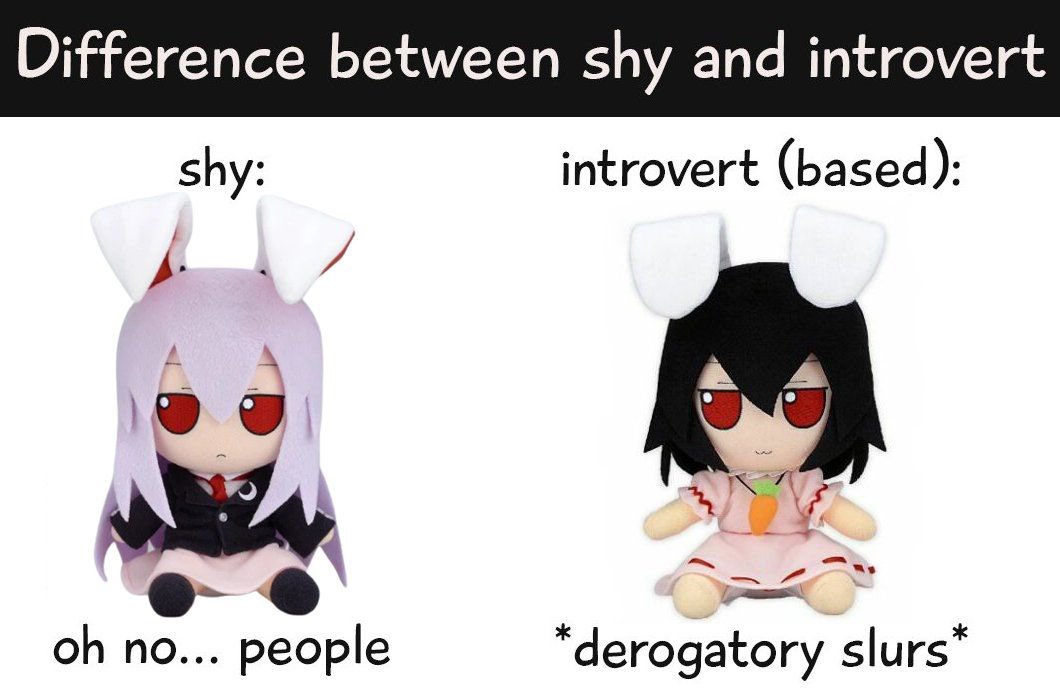 Difference between shy and introvert
shy:
introvert (based):
oh no... people
*derogatory slurs*